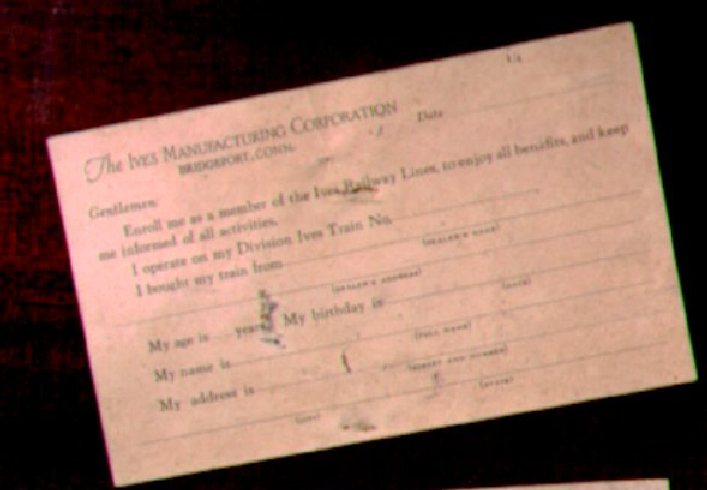 The Ives Manufacturing Corporation
BRIDGEPORT, CONN.
Date
Gentlemen:
Enroll me as a member of the Ives Railway Lines, to enjoy all benefits, and keep
me informed of all activities.
I operate on my Division Ives Train No.
I bought my train from
(DEALER'S NAME)
(DEALER'S ADDRESS)
My age is years. My birthday is
(DATE)
My name is
(FULL NAME)
My address is
(STREET AND NUMBER)
(CITY) (STATE)